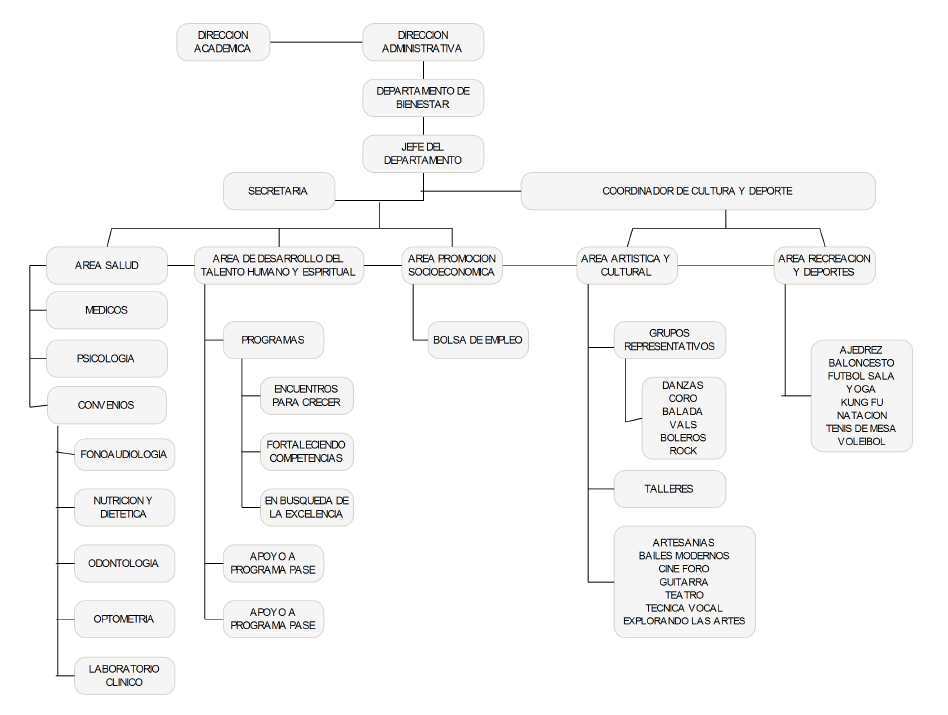 DIRECCION
ACADEMICA
DIRECCION
ADMINISTRATIVA
DEPARTAMENTO DE
BIENESTAR
JEFE DEL
DEPARTAMENTO
SECRETARIA
COORDINADOR DE CULTURA Y DEPORTE
AREA SALUD
AREA DE DESARROLLO DEL
TALENTO HUMANO Y ESPIRITUAL
AREA PROMOCION
SOCIOECONOMICA
AREA ARTISTICA Y
CULTURAL
AREA RECREACION
Y DEPORTES
MEDICOS
PSICOLOGIA
CONVENIOS
FONOAUDIOLOGIA
NUTRICION Y
DIETETICA
ODONTOLOGIA
OPTOMETRIA
LABORATORIO
CLINICO
PROGRAMAS
ENCUENTROS
PARA CRECER
FORTALECIENDO
COMPETENCIAS
EN BUSQUEDA DE
LA EXCELENCIA
APOYO A
PROGRAMA PASE
APOYO A
PROGRAMA PASE
BOLSA DE EMPLEO
GRUPOS
REPRESENTATIVOS
DANZAS
CORO
BALADA
VALS
BOLEROS
ROCK
TALLERES
ARTESANIAS
BAILES MODERNOS
CINE FORO
GUITARRA
TEATRO
TECNICA VOCAL
EXPLORANDO LAS ARTES
AJEDREZ
BALONCESTO
FUTBOL SALA
YOGA
KUNG FU
NATACION
TENIS DE MESA
VOLEIBOL